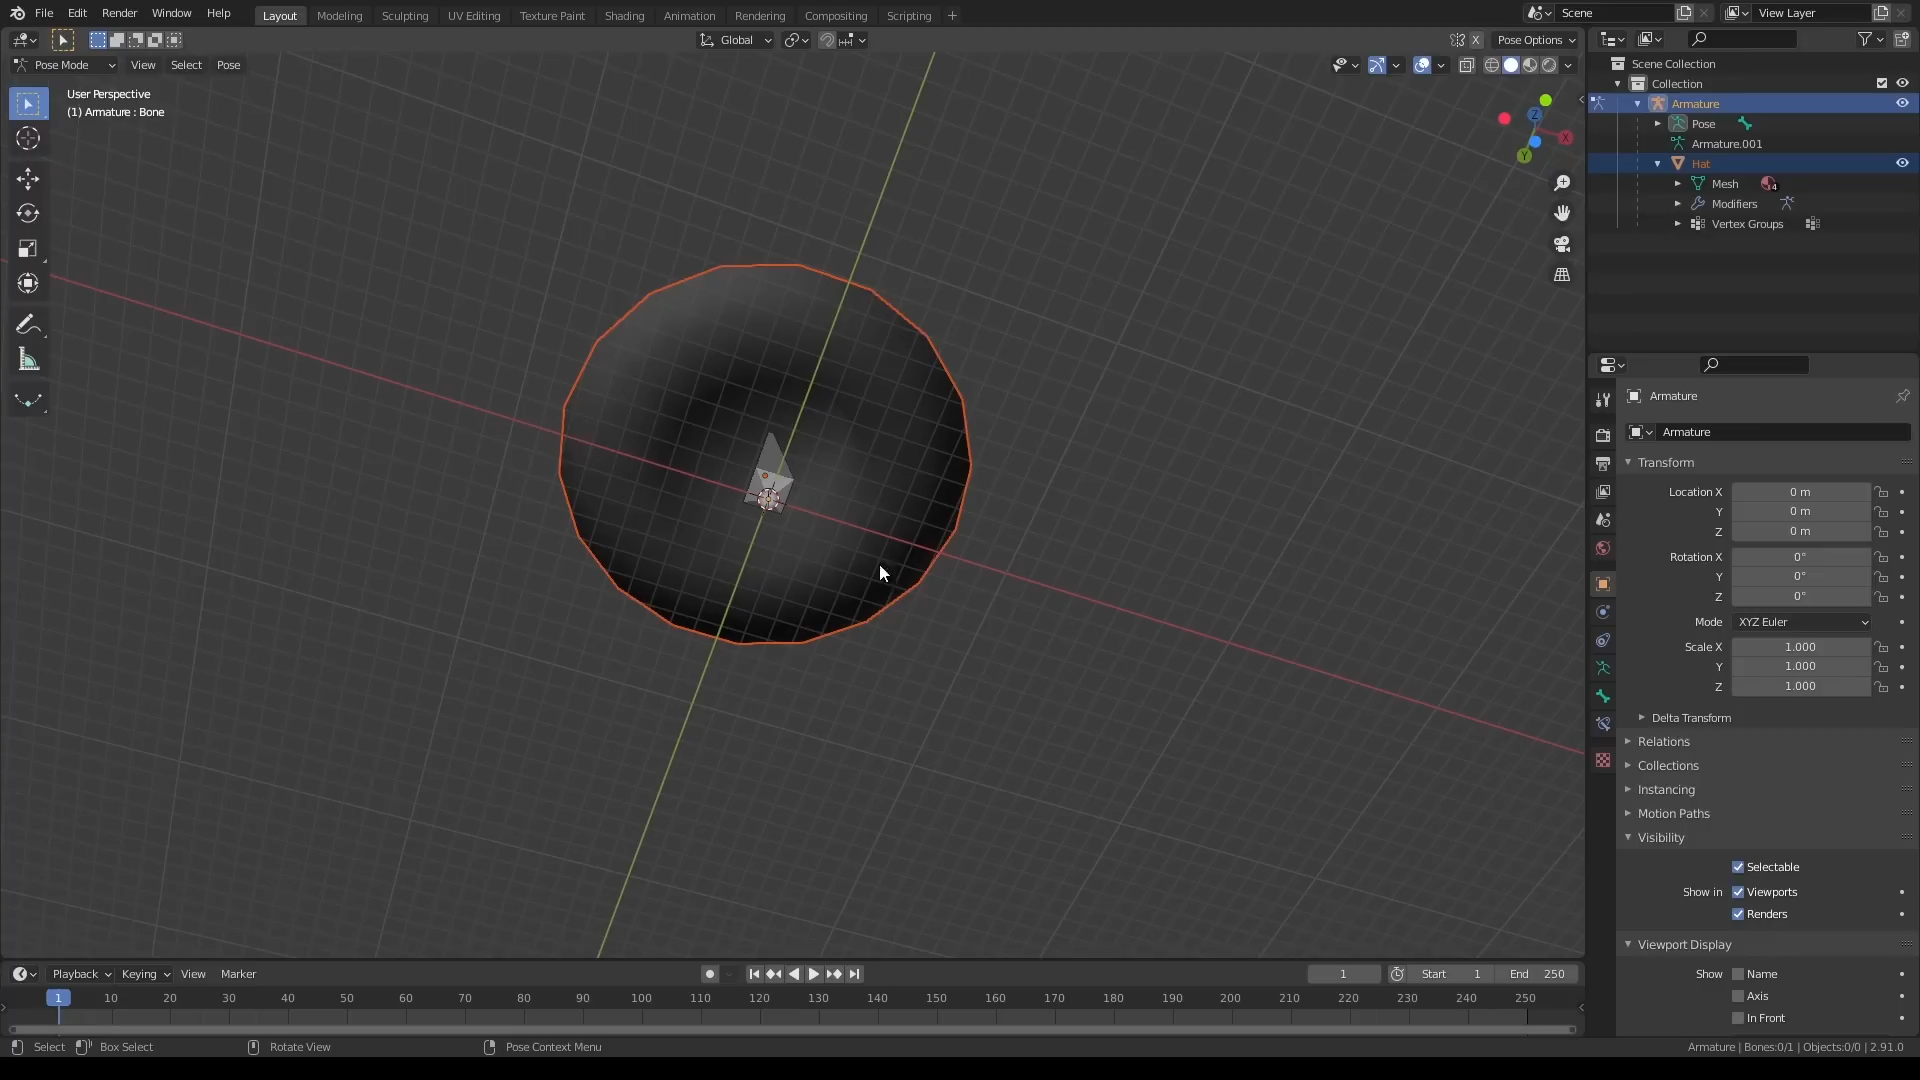 File Edit Render Window Help
Layout Modeling Sculpting UV Editing Texture Paint Shading Animation Rendering Compositing Scripting +
Scene
View Layer
Global
X Pose Options
Pose Mode View Select Pose
User Perspective
(1) Armature : Bone
Z
X
Y
Scene Collection
Collection
Armature
Pose
Armature.001
Hat
Mesh 4
Modifiers
Vertex Groups
Armature
Armature
Transform
Location X 0 m
Y 0 m
Z 0 m
Rotation X 0°
Y 0°
Z 0°
Mode XYZ Euler
Scale X 1.000
Y 1.000
Z 1.000
Delta Transform
Relations
Collections
Instancing
Motion Paths
Visibility
Selectable
Show in Viewports
Renders
Viewport Display
Show Name
Axis
In Front
Playback Keying View Marker
1 Start 1 End 250
1 10 20 30 40 50 60 70 80 90 100 110 120 130 140 150 160 170 180 190 200 210 220 230 240 250
Select Box Select Rotate View Pose Context Menu
Armature | Bones:0/1 | Objects:0/0 | 2.91.0